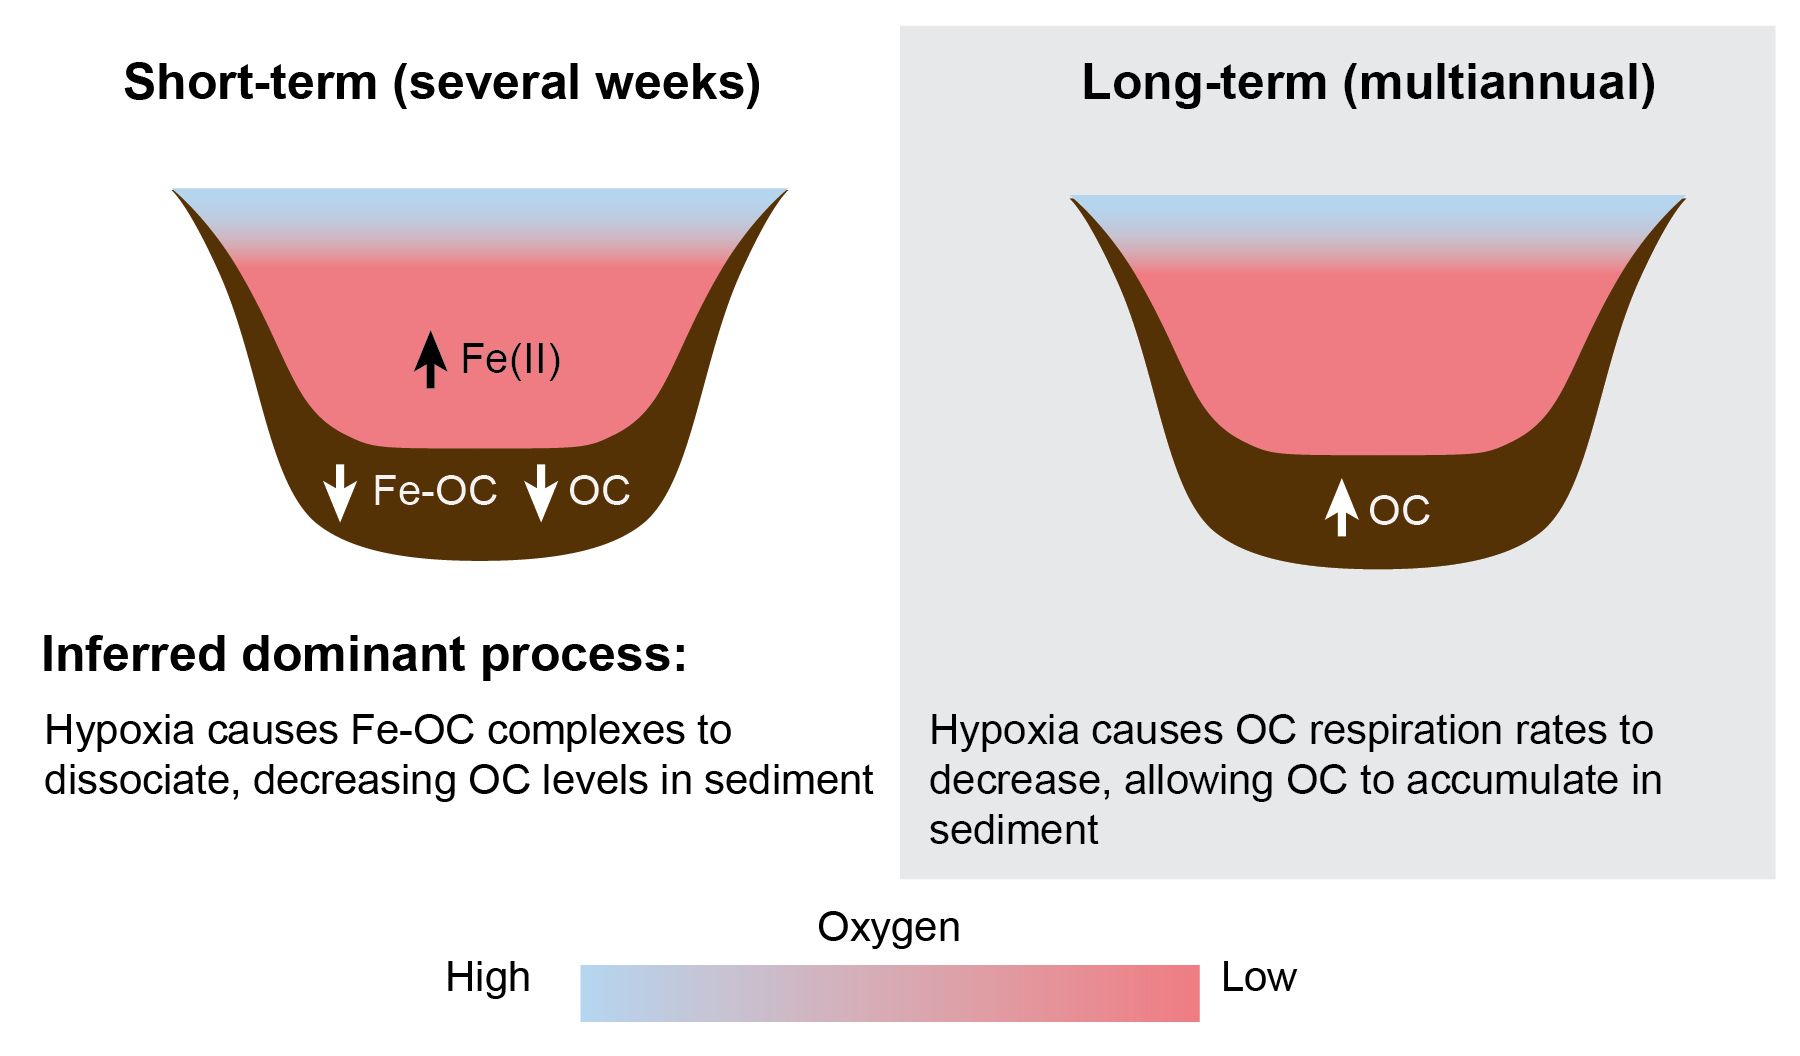 Short-term (several weeks)
Long-term (multiannual)
Fe(II)
Fe-OC
OC
OC
Inferred dominant process:
Hypoxia causes Fe-OC complexes to
dissociate, decreasing OC levels in sediment
Hypoxia causes OC respiration rates to
decrease, allowing OC to accumulate in
sediment
Oxygen
High
Low